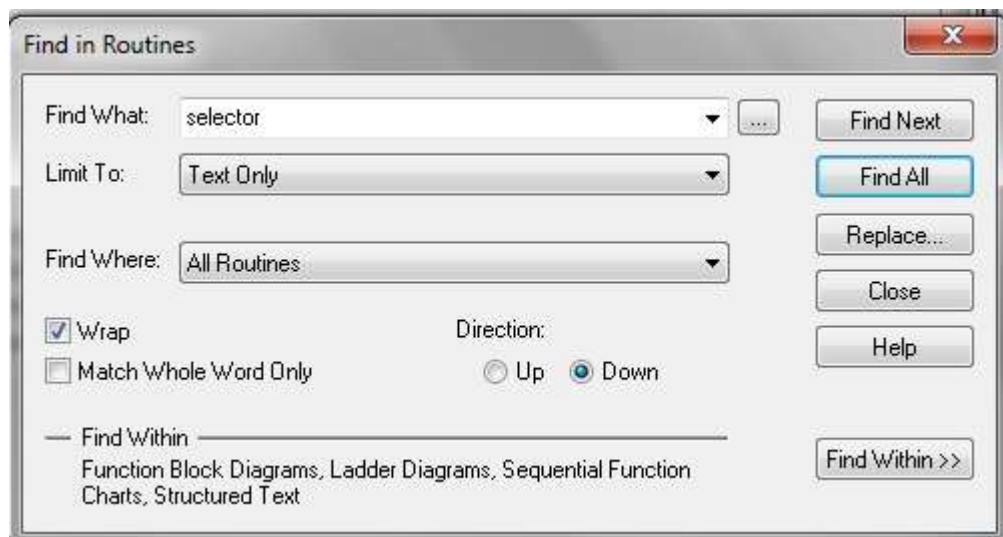 Find in Routines
Find What:
selector
...
Find Next
Limit To:
Text Only
Find All
Replace...
Find Where:
All Routines
Close
Wrap
Direction:
Help
Match Whole Word Only
Up
Down
Find Within
Function Block Diagrams, Ladder Diagrams, Sequential Function
Charts, Structured Text
Find Within >>